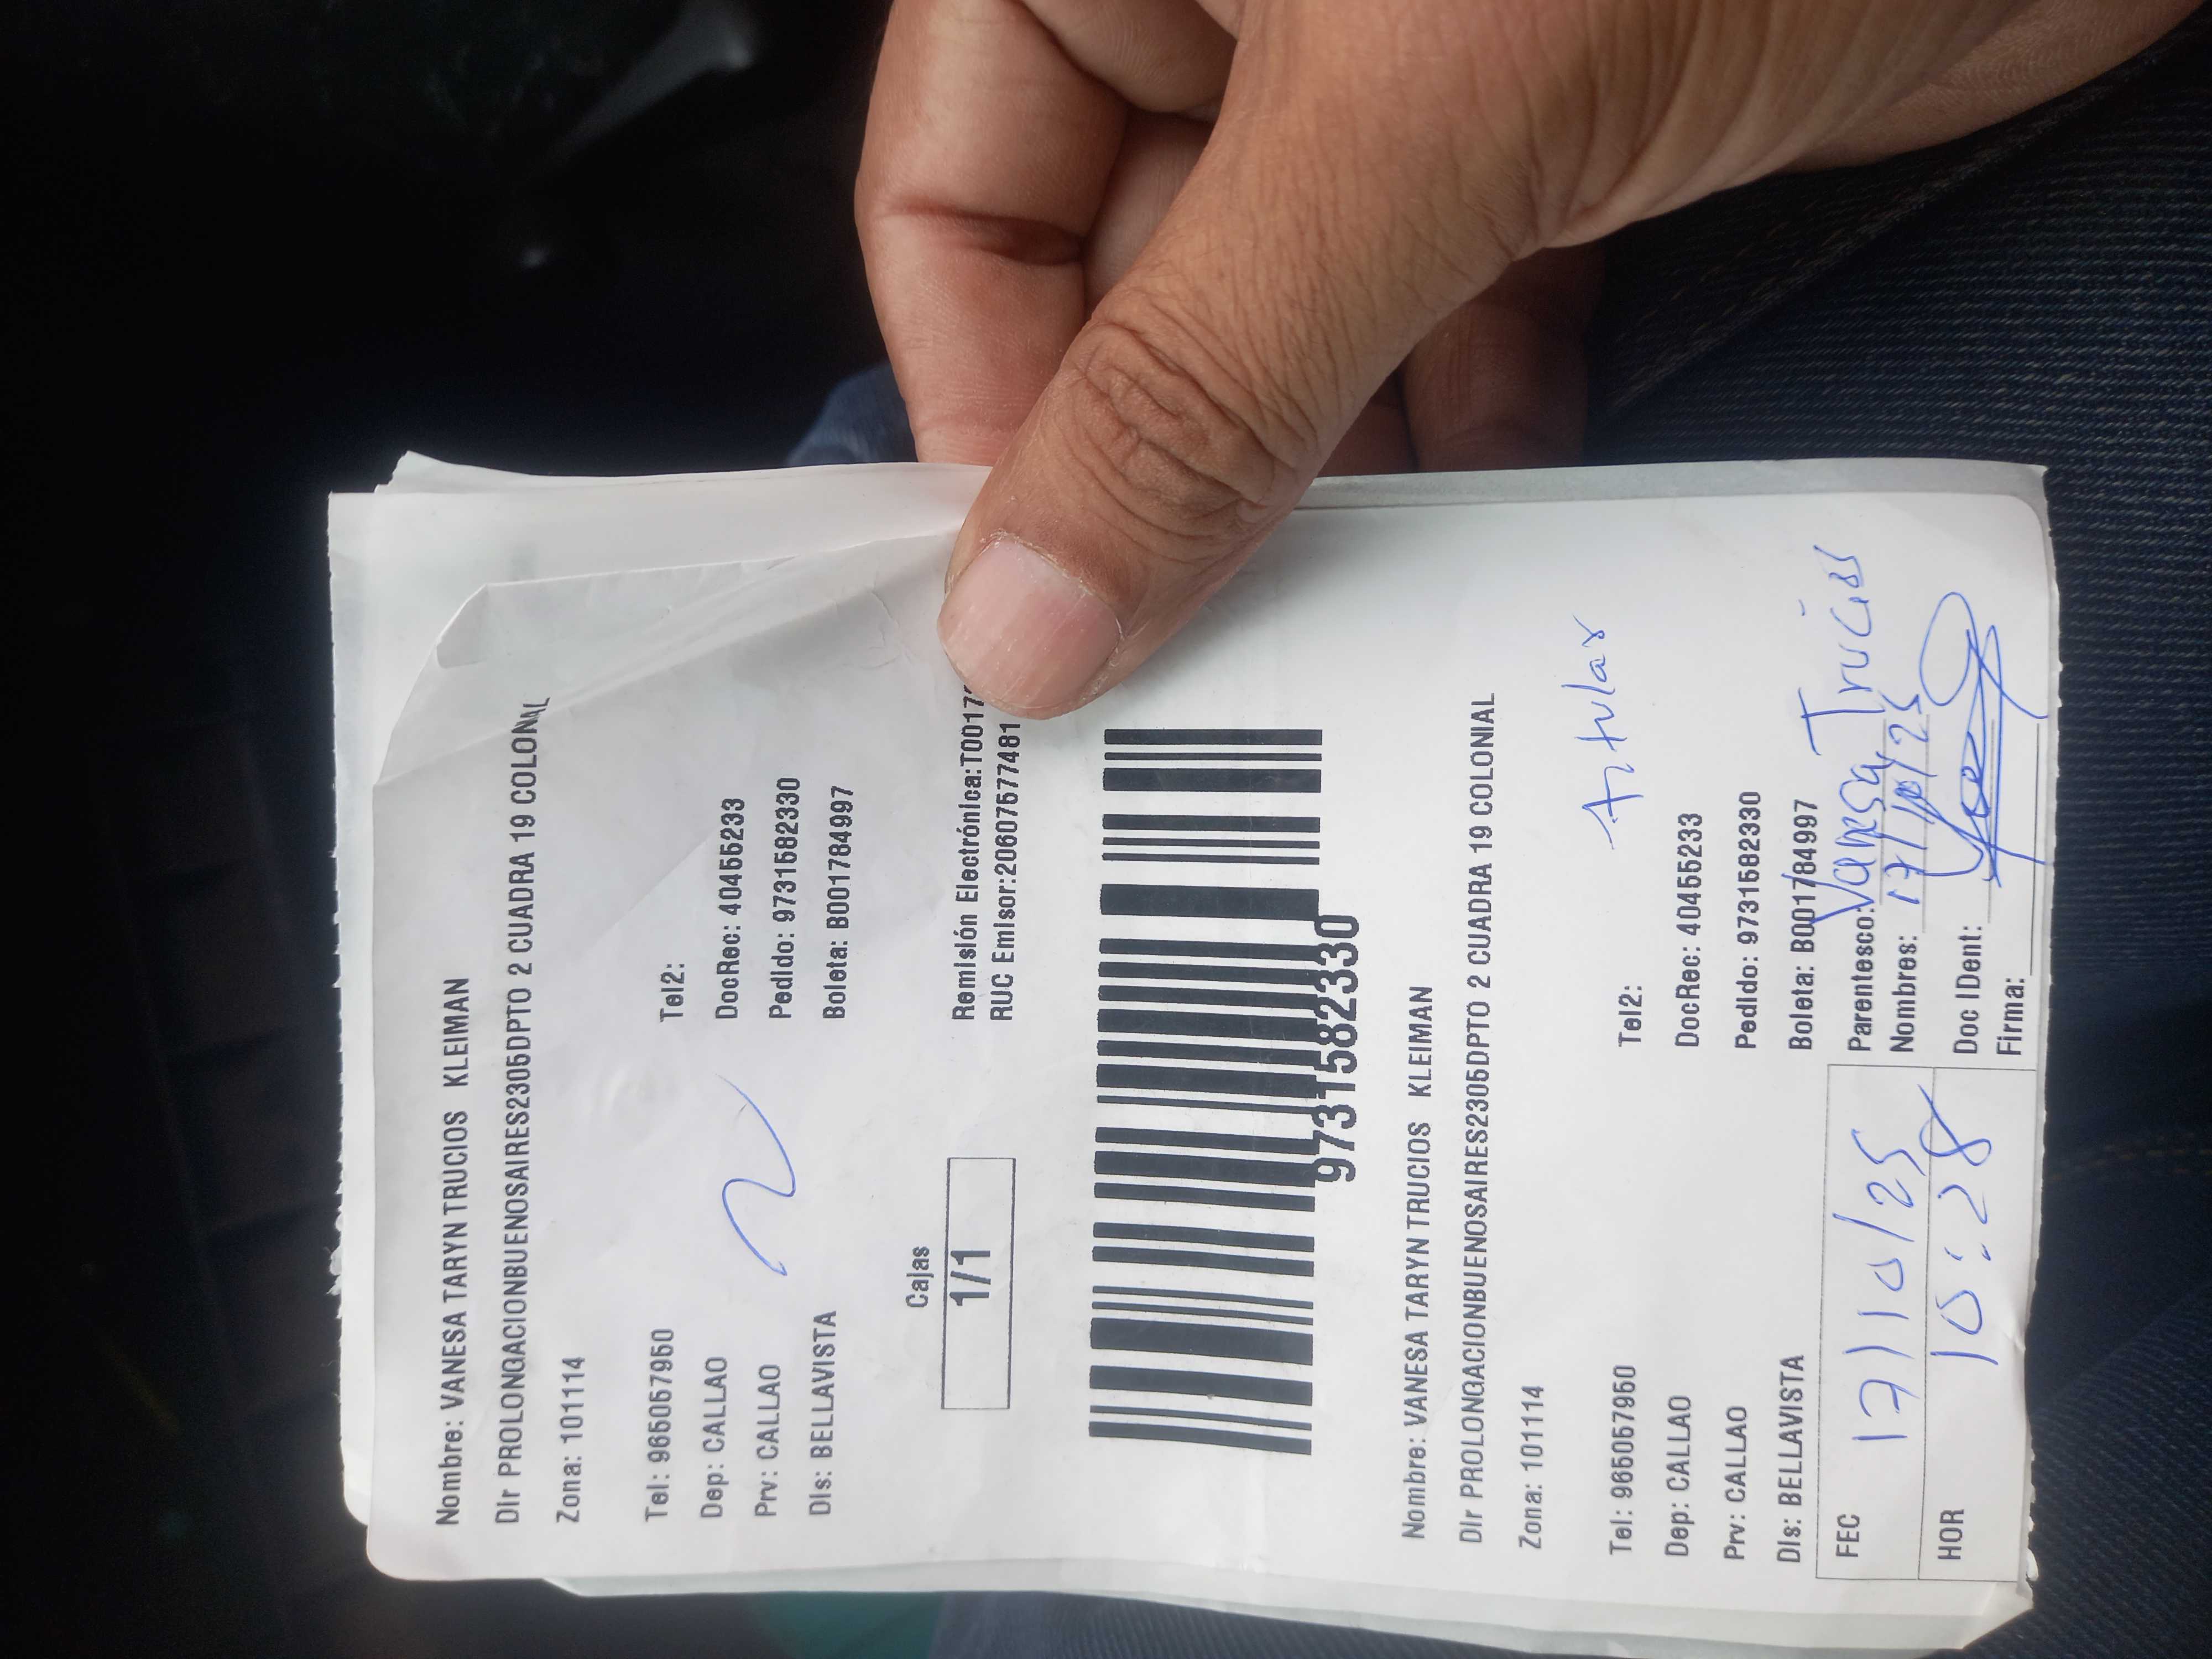 Nombre: VANESA TARYN TRUCIOS KLEIMAN
Dir PROLONGACIONBUENOSAIRES2305DPTO 2 CUADRA 19 COLONIAL
Zona: 101114
Tel: 965057950 Tel2:
Dep: CALLAO DocRec: 40455233
Prv: CALLAO Pedido: 9731582330
Dis: BELLAVISTA Boleta: B001784997
Cajas
1/1
Remisión Electrónica:T0017
RUC Emisor:20607577481
9731582330
Nombre: VANESA TARYN TRUCIOS KLEIMAN
Dir PROLONGACIONBUENOSAIRES2305DPTO 2 CUADRA 19 COLONIAL
Zona: 101114
Tel: 965057950 Tel2:
Dep: CALLAO DocRec: 40455233
Prv: CALLAO Pedido: 9731582330
Dis: BELLAVISTA Boleta: B001784997
FEC 17/10/25
HOR 10:28
Parentesco: Vanesa Trucios
Nombres: 17/10/25
Doc IDent:
Firma: